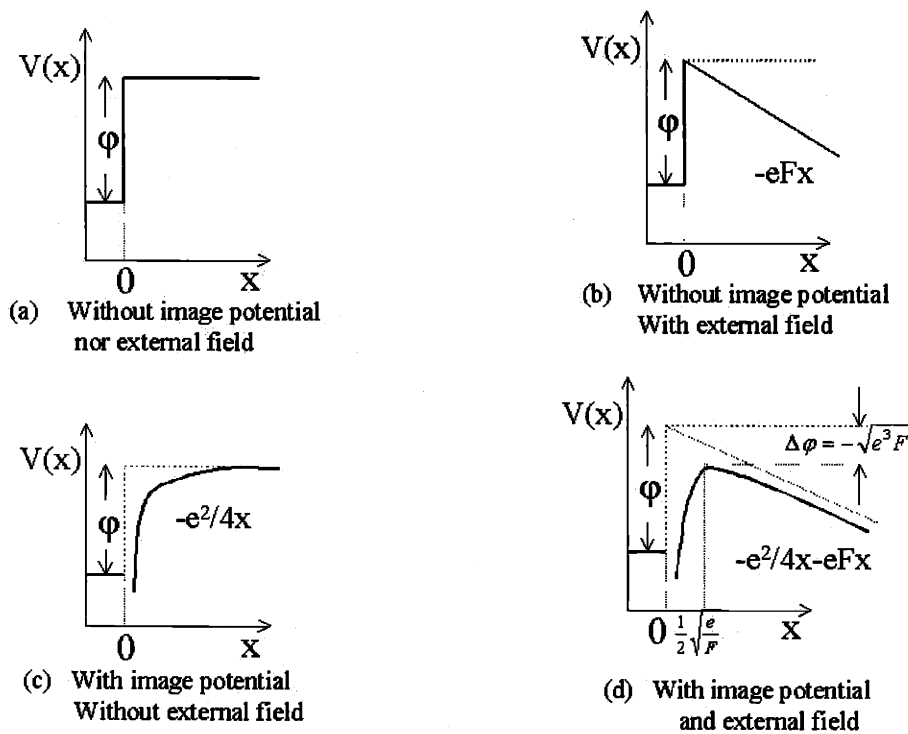 V(x)
φ
0
x
(a) Without image potential
nor external field
V(x)
φ
-eFx
0
x
(b) Without image potential
With external field
V(x)
φ
-e²/4x
0
x
(c) With image potential
Without external field
V(x)
Δφ = -√e³F
φ
-e²/4x-eFx
0 ½√(e/F) x
(d) With image potential
and external field